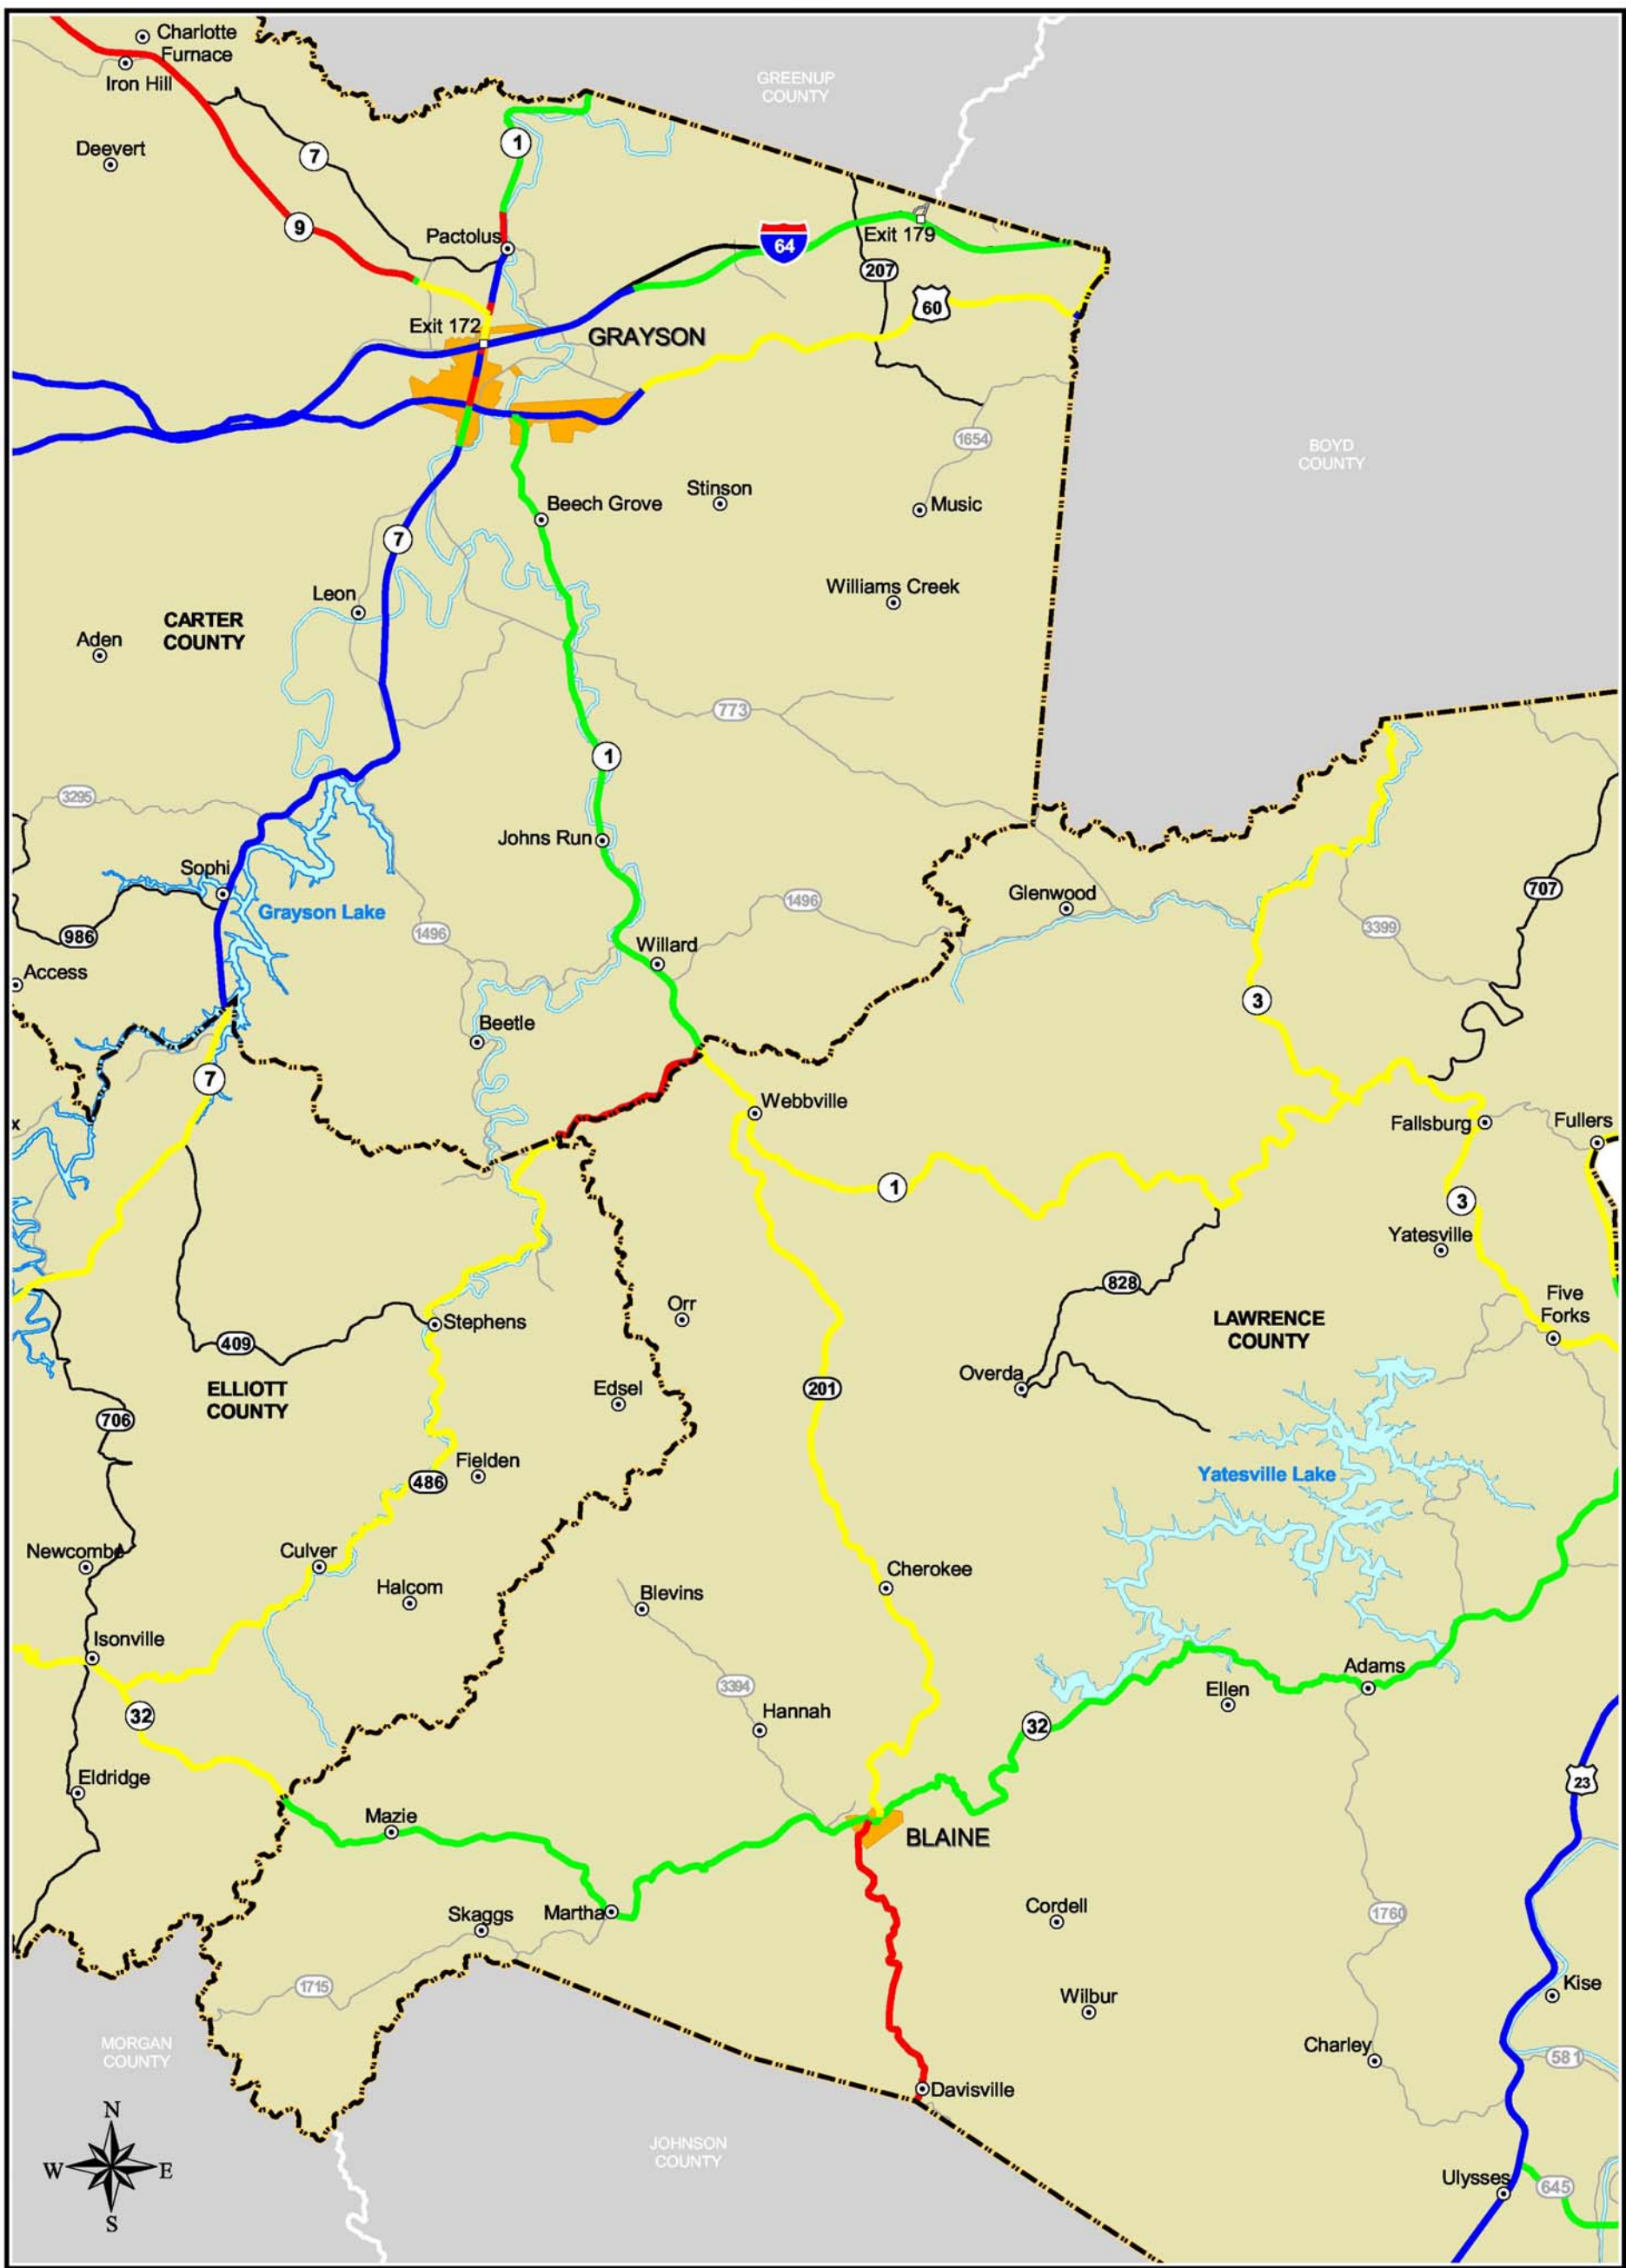 Charlotte
Furnace
Iron Hill
GREENUP
COUNTY
Deevert
1
7
9
Pactolus
64
Exit 179
207
60
Exit 172
GRAYSON
1654
BOYD
COUNTY
Beech Grove
Stinson
Music
7
Leon
Williams Creek
CARTER
COUNTY
Aden
773
1
3295
Johns Run
Sophi
Grayson Lake
Glenwood
707
1496
1496
3399
986
Willard
Access
3
Beetle
7
Webbville
x
Fallsburg
Fullers
1
3
Yatesville
828
Orr
Five
Forks
Stephens
LAWRENCE
COUNTY
409
Overda
ELLIOTT
COUNTY
Edsel
201
706
Fielden
486
Yatesville Lake
Newcombe
Culver
Cherokee
Halcom
Blevins
Isonville
Adams
3394
Ellen
32
Hannah
32
Eldridge
23
Mazie
BLAINE
Skaggs
Martha
Cordell
1760
1715
Kise
Wilbur
MORGAN
COUNTY
Charley
581
Davisville
N
JOHNSON
COUNTY
W
E
Ulysses
645
S